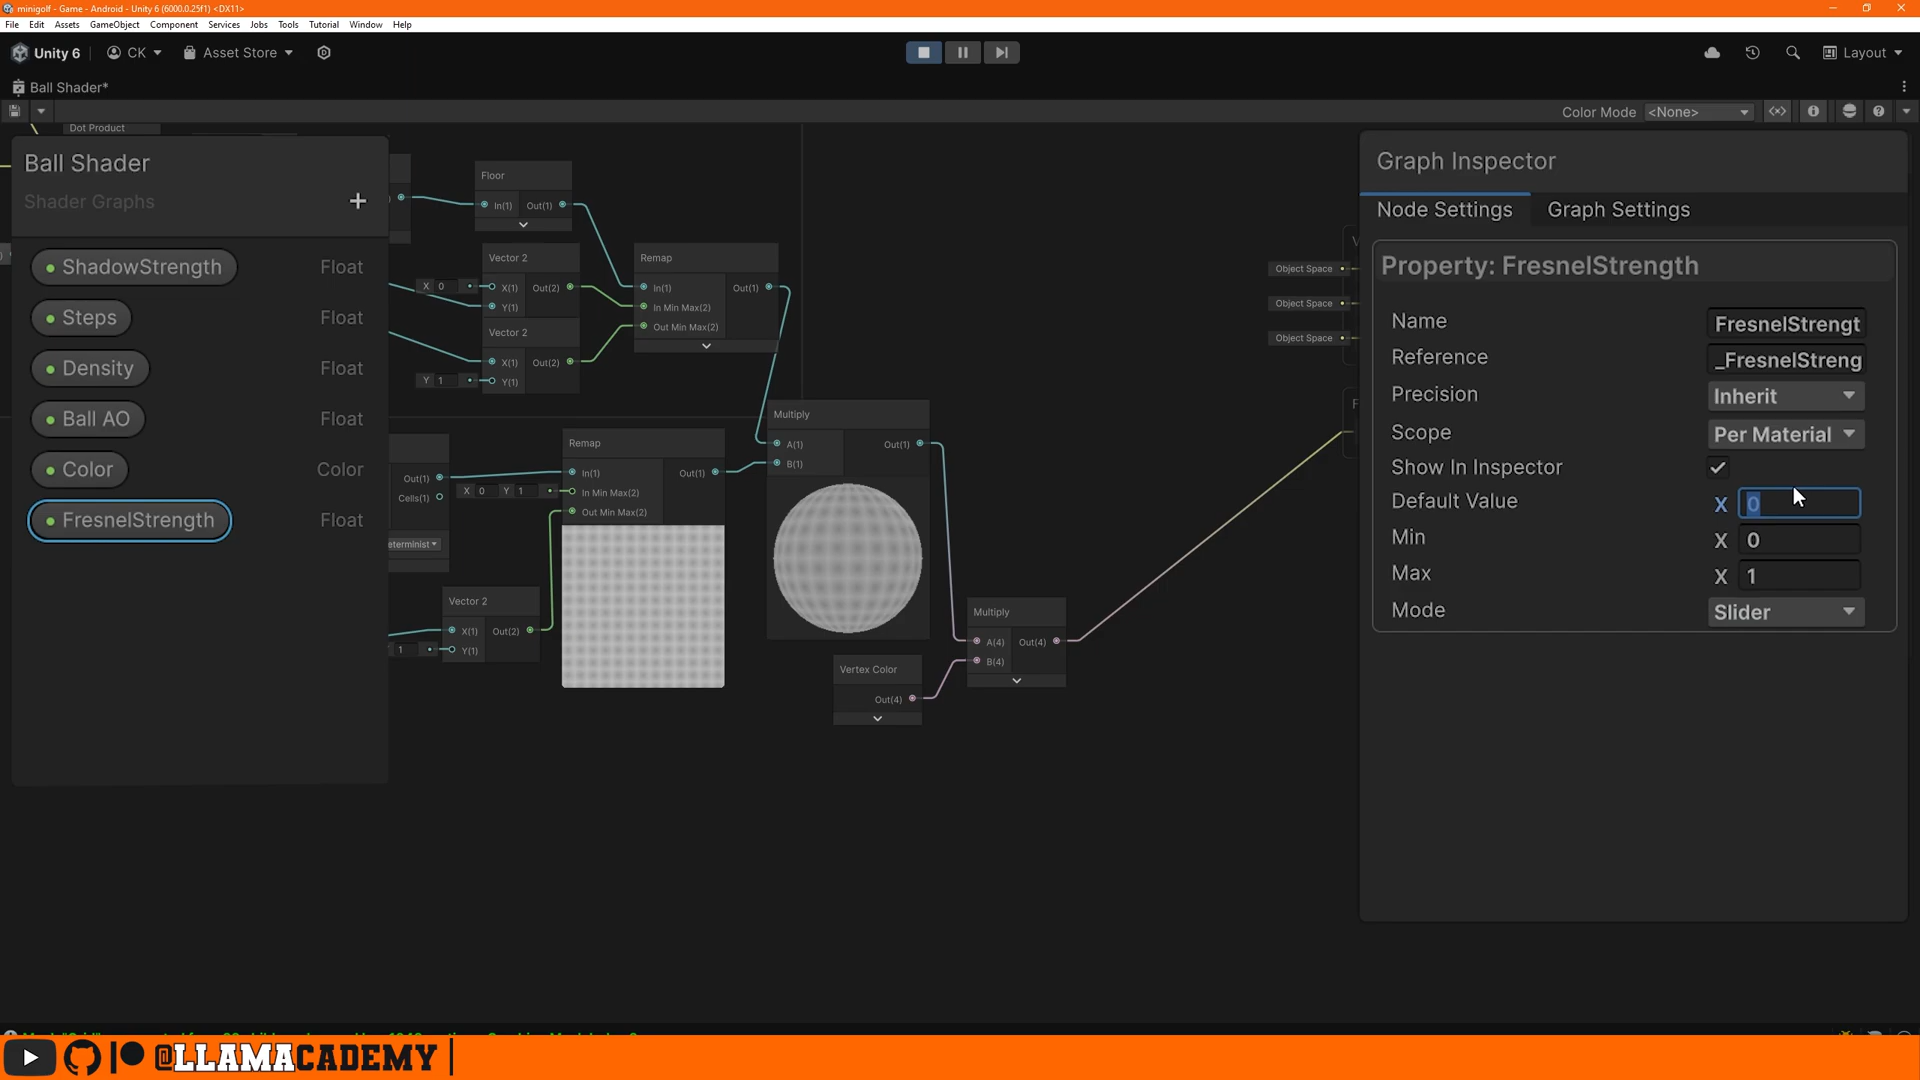 minigolf - Game - Android - Unity 6 (6000.0.25f1) <DX11>
File Edit Assets GameObject Component Services Jobs Tools Tutorial Window Help
Unity 6 CK Asset Store Layout
Ball Shader*
Color Mode <None>
Dot Product
Ball Shader
Shader Graphs
+
ShadowStrength Float
Steps Float
Density Float
Ball AO Float
Color Color
FresnelStrength Float
Floor
In(1) Out(1)
Vector 2
X 0 X(1) Out(2)
Y(1)
Vector 2
X(1) Out(2)
Y 1 Y(1)
Remap
In(1) Out(1)
In Min Max(2)
Out Min Max(2)
Out(1)
Cells(1)
Remap
In(1) Out(1)
X 0 Y 1 In Min Max(2)
Out Min Max(2)
Vector 2
X(1) Out(2)
1 Y(1)
Multiply
A(1) Out(1)
B(1)
Vertex Color
Out(4)
Multiply
A(4) Out(4)
B(4)
Object Space
Object Space
Object Space
Graph Inspector
Node Settings Graph Settings
Property: FresnelStrength
Name FresnelStrengt
Reference _FresnelStreng
Precision Inherit
Scope Per Material
Show In Inspector
Default Value X 0
Min X 0
Max X 1
Mode Slider
@LLAMACADEMY